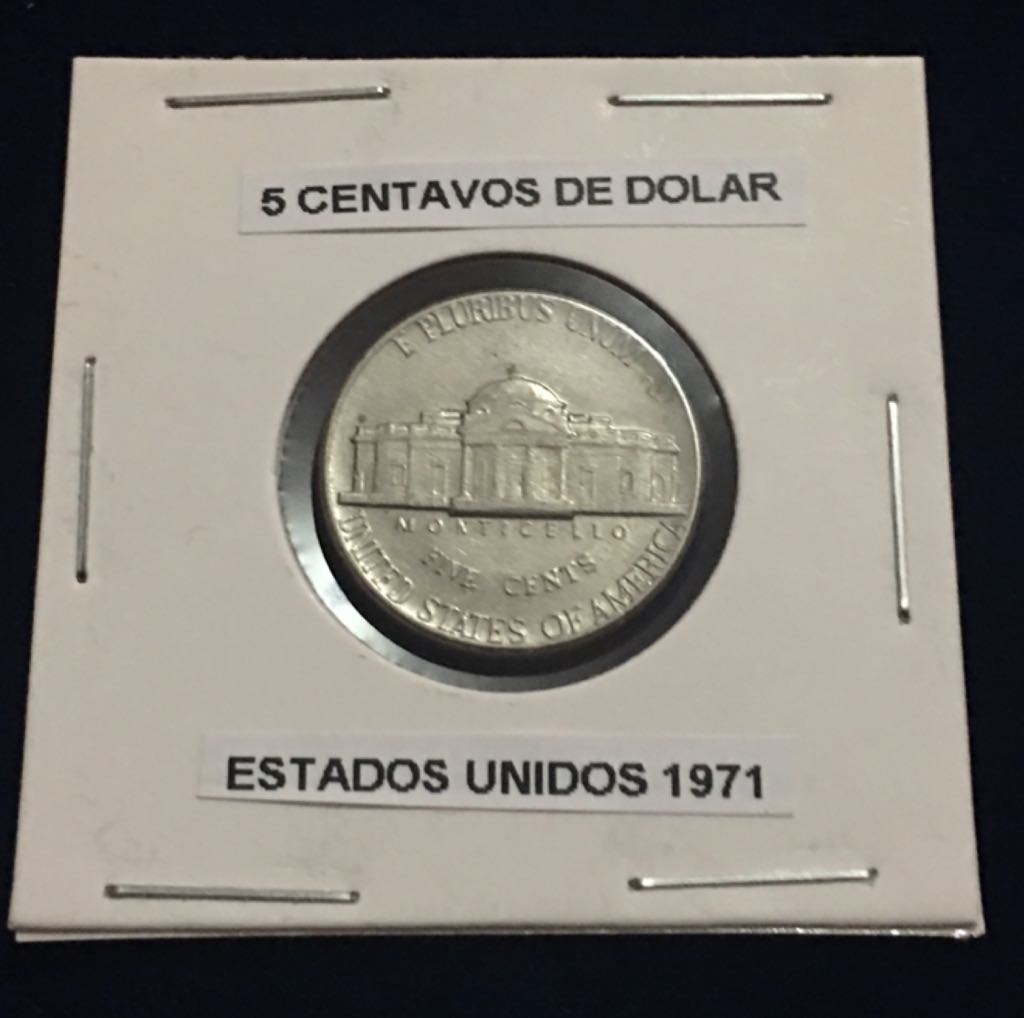 5 CENTAVOS DE DOLAR
E PLURIBUS UNUM
MONTICELLO
FIVE CENTS
UNITED STATES OF AMERICA
ESTADOS UNIDOS 1971